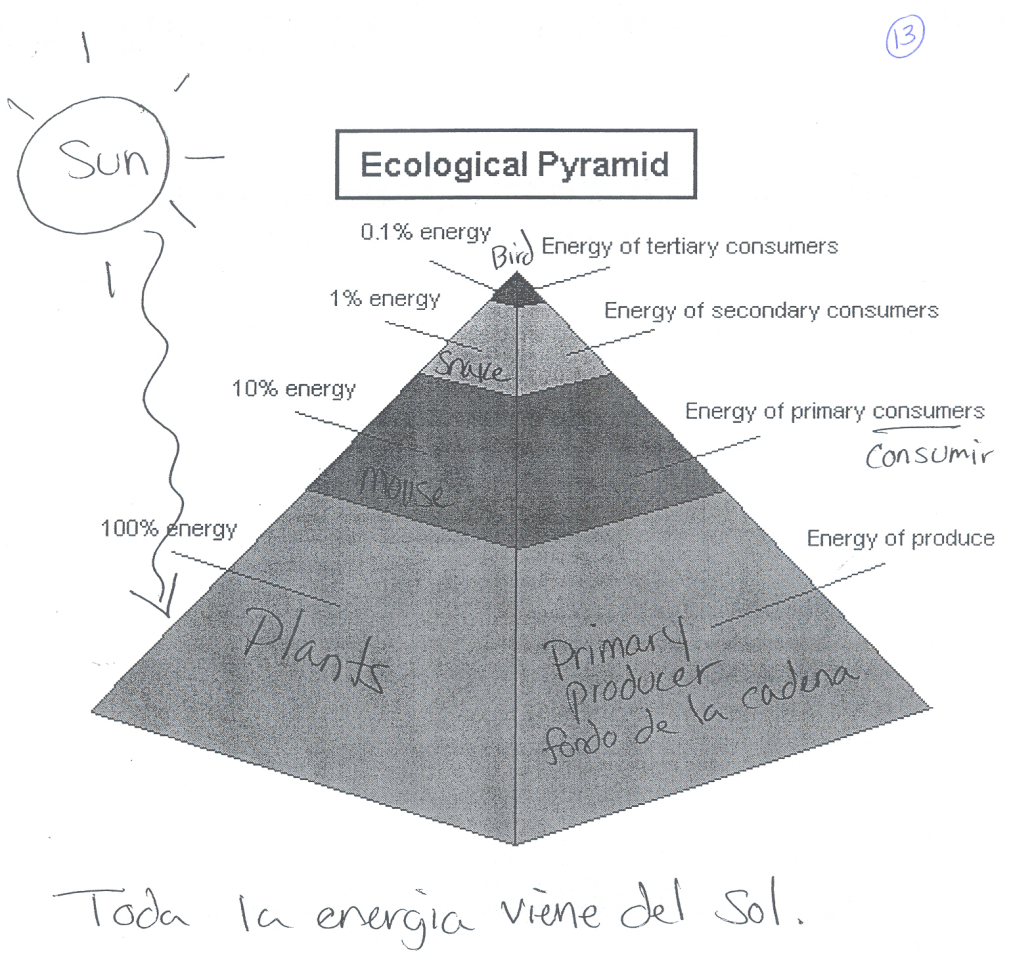 13
Sun
Ecological Pyramid
0.1% energy
Bird
Energy of tertiary consumers
1% energy
Energy of secondary consumers
Snake
10% energy
Energy of primary consumers
Consumir
Mouse
100% energy
Energy of produce
Plants
Primary
producer
fondo de la cadena
Toda la energia viene del Sol.